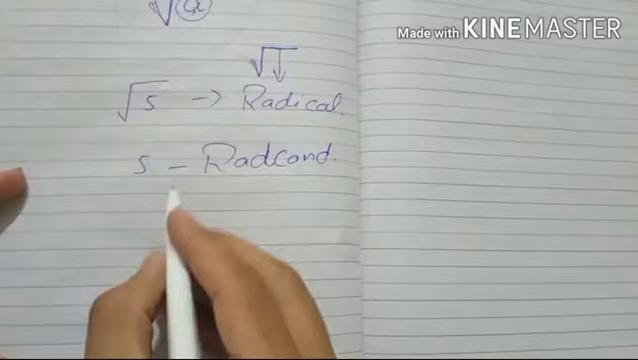 Made with KINEMASTER
√
√5 → Radical.
5 - Radcand.